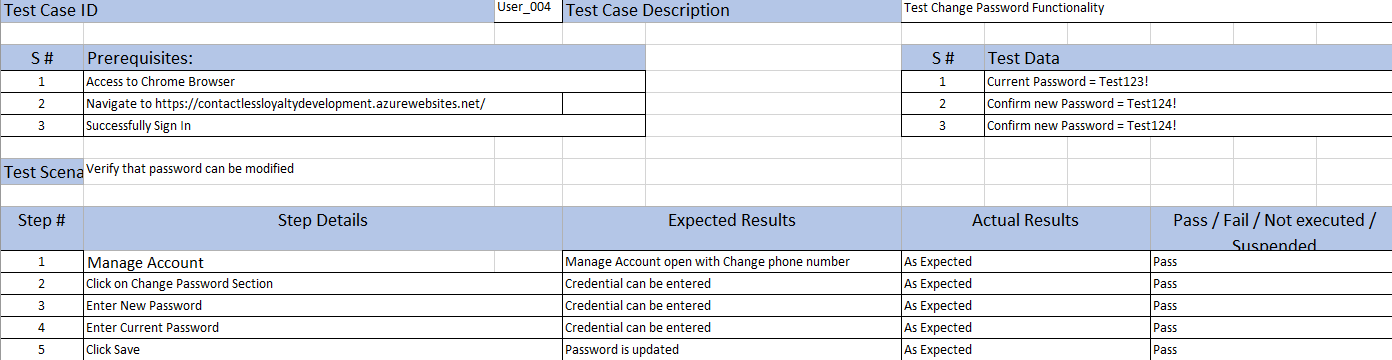 Test Case ID User_004 Test Case Description Test Change Password Functionality
S # Prerequisites: S # Test Data
1 Access to Chrome Browser 1 Current Password = Test123!
2 Navigate to https://contactlessloyaltydevelopment.azurewebsites.net/ 2 Confirm new Password = Test124!
3 Successfully Sign In 3 Confirm new Password = Test124!
Test Scena Verify that password can be modified
Step # Step Details Expected Results Actual Results Pass / Fail / Not executed /
Suspended
1 Manage Account Manage Account open with Change phone number As Expected Pass
2 Click on Change Password Section Credential can be entered As Expected Pass
3 Enter New Password Credential can be entered As Expected Pass
4 Enter Current Password Credential can be entered As Expected Pass
5 Click Save Password is updated As Expected Pass